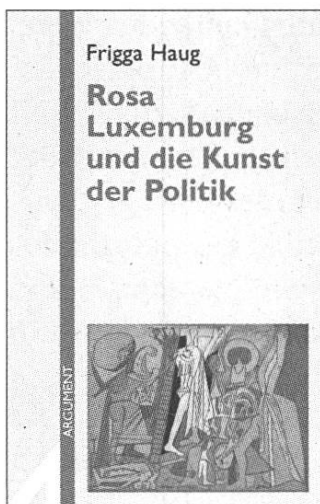 Frigga Haug
Rosa
Luxemburg
und die Kunst
der Politik
ARGUMENT